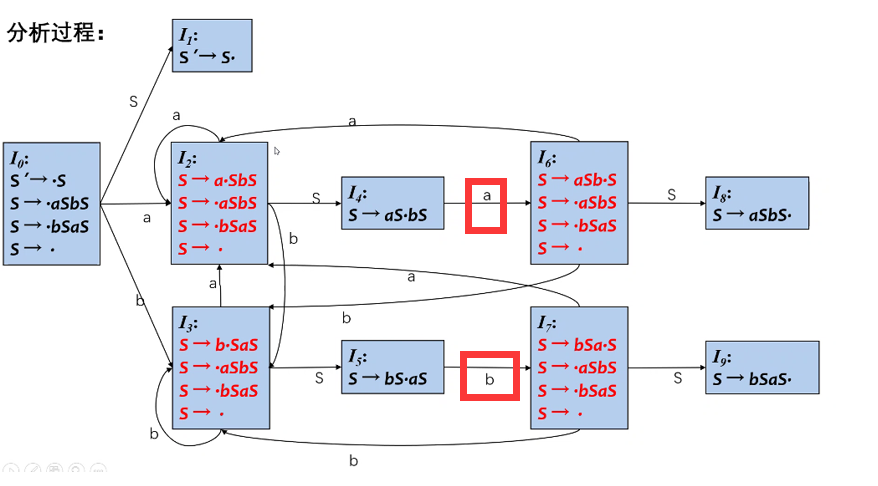 分析过程：
I1:
S ′→ S·
S
a
a
I0:
S ′→ ·S
S → ·aSbS
S → ·bSaS
S → ·
a
b
I2:
S → a·SbS
S → ·aSbS
S → ·bSaS
S → ·
S
b
I4:
S → aS·bS
a
I6:
S → aSb·S
S → ·aSbS
S → ·bSaS
S → ·
S
I8:
S → aSbS·
a
a
b
I3:
S → b·SaS
S → ·aSbS
S → ·bSaS
S → ·
b
S
I5:
S → bS·aS
b
I7:
S → bSa·S
S → ·aSbS
S → ·bSaS
S → ·
S
I9:
S → bSaS·
b